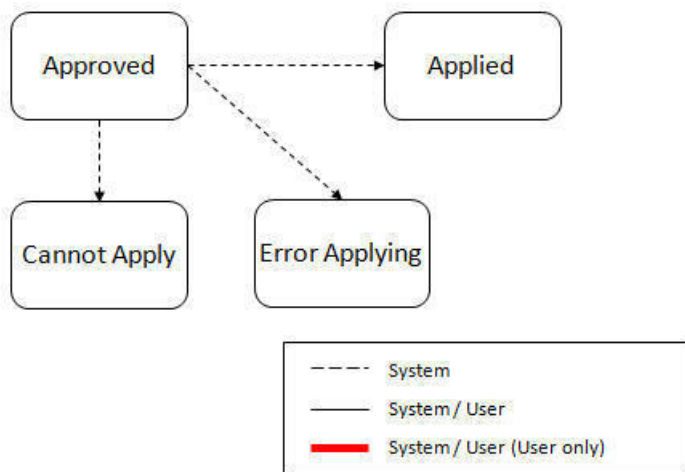 Approved
Applied
Cannot Apply
Error Applying
System
System / User
System / User (User only)